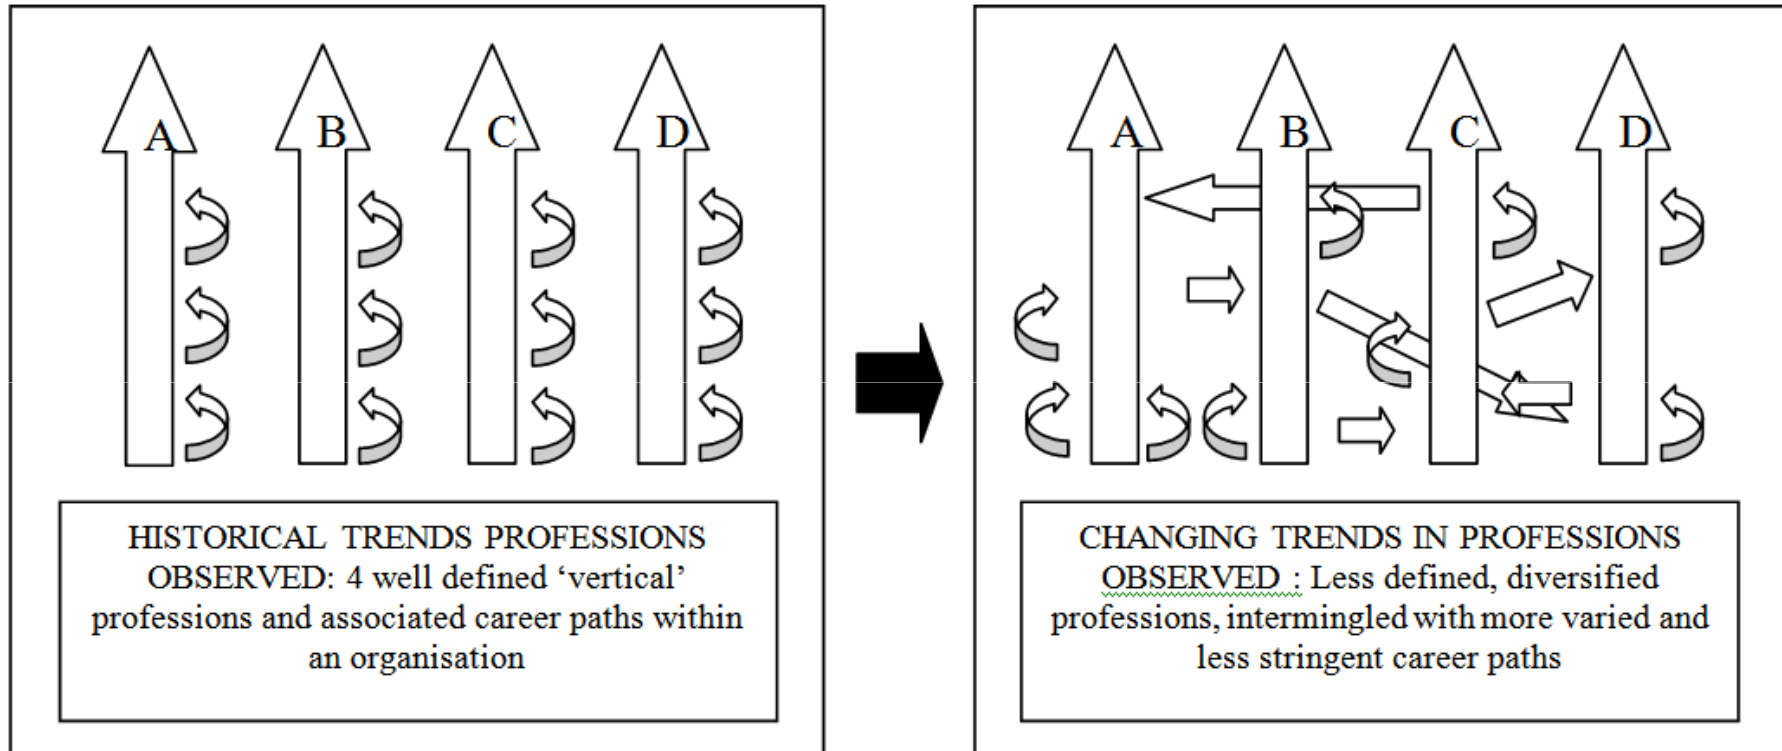 A B C D
HISTORICAL TRENDS PROFESSIONS
OBSERVED: 4 well defined ‘vertical’
professions and associated career paths within
an organisation
A B C D
CHANGING TRENDS IN PROFESSIONS
OBSERVED : Less defined, diversified
professions, intermingled with more varied and
less stringent career paths